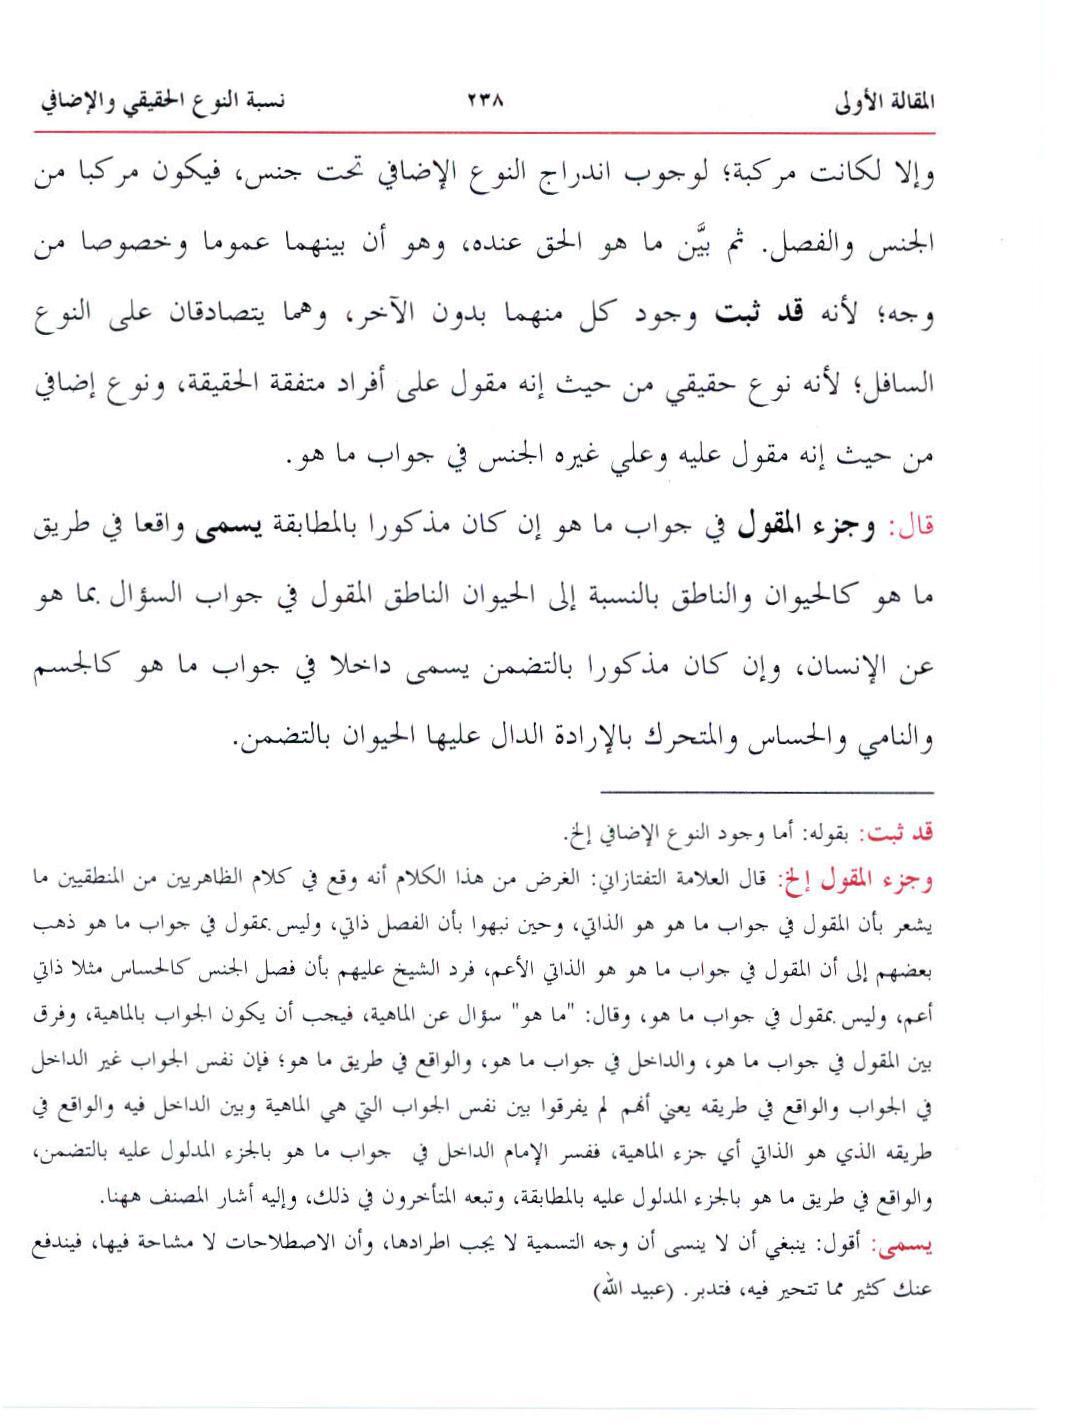 المقالة الأولى ٢٣٨ نسبة النوع الحقيقي والإضافي
وإلا لكانت مركبة؛ لوجوب اندراج النوع الإضافي تحت جنس، فيكون مركبا من
الجنس والفصل. ثم بيَّن ما هو الحق عنده، وهو أن بينهما عموما وخصوصا من
وجه؛ لأنه قد ثبت وجود كل منهما بدون الآخر، وهما يتصادقان على النوع
السافل؛ لأنه نوع حقيقي من حيث إنه مقول على أفراد متفقة الحقيقة، ونوع إضافي
من حيث إنه مقول عليه وعلي غيره الجنس في جواب ما هو.
قال: وجزء المقول في جواب ما هو إن كان مذكورا بالمطابقة يسمى واقعا في طريق
ما هو كالحيوان والناطق بالنسبة إلى الحيوان الناطق المقول في جواب السؤال بما هو
عن الإنسان، وإن كان مذكورا بالتضمن يسمى داخلا في جواب ما هو كالجسم
والنامي والحساس والمتحرك بالإرادة الدال عليها الحيوان بالتضمن.
قد ثبت: بقوله: أما وجود النوع الإضافي إلخ.
وجزء المقول إلخ: قال العلامة التفتازاني: الغرض من هذا الكلام أنه وقع في كلام الظاهريين من المنطقيين ما
يشعر بأن المقول في جواب ما هو هو الذاتي، وحين نبهوا بأن الفصل ذاتي، وليس بمقول في جواب ما هو ذهب
بعضهم إلى أن المقول في جواب ما هو هو الذاتي الأعم، فرد الشيخ عليهم بأن فصل الجنس كالحساس مثلا ذاتي
أعم، وليس بمقول في جواب ما هو، وقال: "ما هو" سؤال عن الماهية، فيجب أن يكون الجواب بالماهية، وفرق
بين المقول في جواب ما هو، والداخل في جواب ما هو، والواقع في طريق ما هو؛ فإن نفس الجواب غير الداخل
في الجواب والواقع في طريقه يعني أنهم لم يفرقوا بين نفس الجواب التي هي الماهية وبين الداخل فيه والواقع في
طريقه الذي هو الذاتي أي جزء الماهية، ففسر الإمام الداخل في جواب ما هو بالجزء المدلول عليه بالتضمن،
والواقع في طريق ما هو بالجزء المدلول عليه بالمطابقة، وتبعه المتأخرون في ذلك، وإليه أشار المصنف ههنا.
يسمى: أقول: ينبغي أن لا ينسى أن وجه التسمية لا يجب اطرادها، وأن الاصطلاحات لا مشاحة فيها، فيندفع
عنك كثير مما تتحير فيه، فتدبر. (عبيد الله)